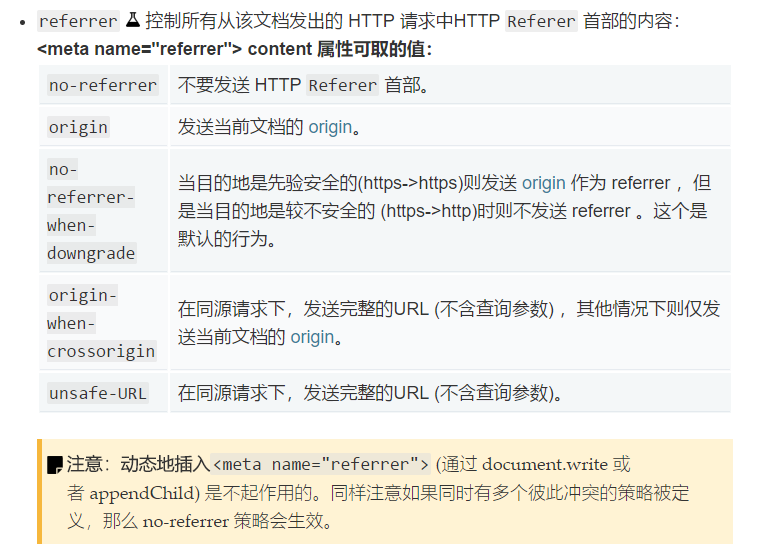 referrer 控制所有从该文档发出的 HTTP 请求中HTTP Referer 首部的内容：
<meta name="referrer"> content 属性可取的值：
no-referrer 不要发送 HTTP Referer 首部。
origin 发送当前文档的 origin。
no-
referrer-
when-
downgrade
当目的地是先验安全的(https->https)则发送 origin 作为 referrer ，但
是当目的地是较不安全的 (https->http)时则不发送 referrer 。这个是
默认的行为。
origin-
when-
crossorigin
在同源请求下，发送完整的URL (不含查询参数) ，其他情况下则仅发
送当前文档的 origin。
unsafe-URL 在同源请求下，发送完整的URL (不含查询参数)。
注意：动态地插入<meta name="referrer"> (通过 document.write 或
者 appendChild) 是不起作用的。同样注意如果同时有多个彼此冲突的策略被定
义，那么 no-referrer 策略会生效。